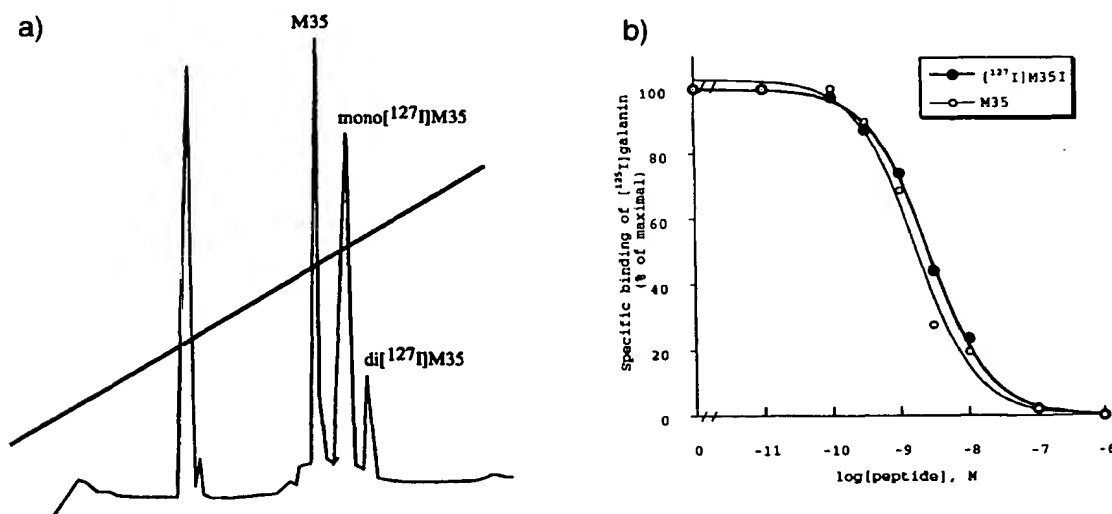 a)
M35
mono[127I]M35
di[127I]M35
b)
[127I]M35I
M35
Specific binding of [125I]galanin
(% of maximal)
100
80
60
40
20
0
0 -11 -10 -9 -8 -7 -6
log[peptide], M